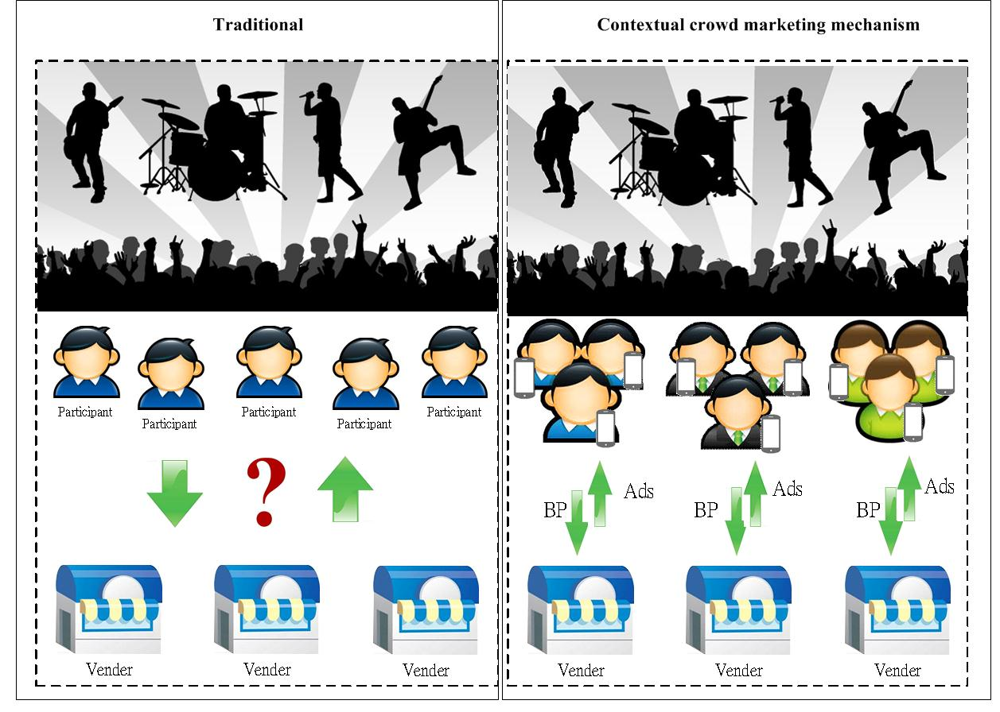 Traditional
Participant
Participant
Participant
Participant
Participant
?
Vender
Vender
Vender
Contextual crowd marketing mechanism
BP
Ads
BP
Ads
BP
Ads
Vender
Vender
Vender